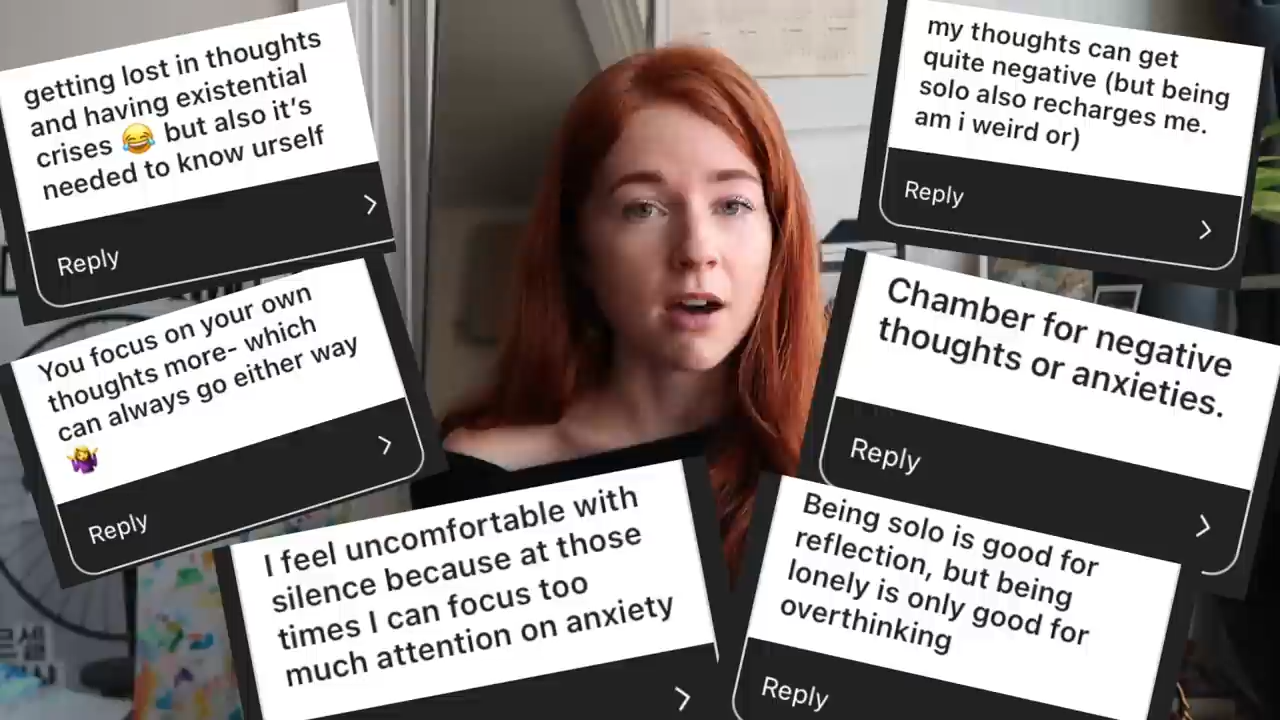 getting lost in thoughts
and having existential
crises 😂 but also it's
needed to know urself
Reply
You focus on your own
thoughts more- which
can always go either way
🤷‍♀️
Reply
I feel uncomfortable with
silence because at those
times I can focus too
much attention on anxiety
my thoughts can get
quite negative (but being
solo also recharges me.
am i weird or)
Reply
Chamber for negative
thoughts or anxieties.
Reply
Being solo is good for
reflection, but being
lonely is only good for
overthinking
Reply
르셀